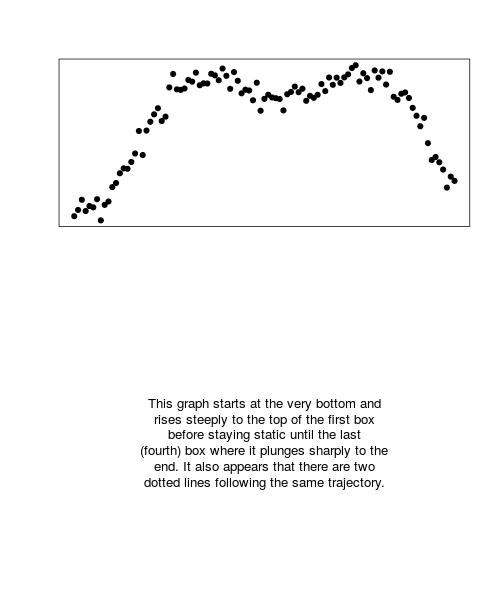 This graph starts at the very bottom and
rises steeply to the top of the first box
before staying static until the last
(fourth) box where it plunges sharply to the
end. It also appears that there are two
dotted lines following the same trajectory.